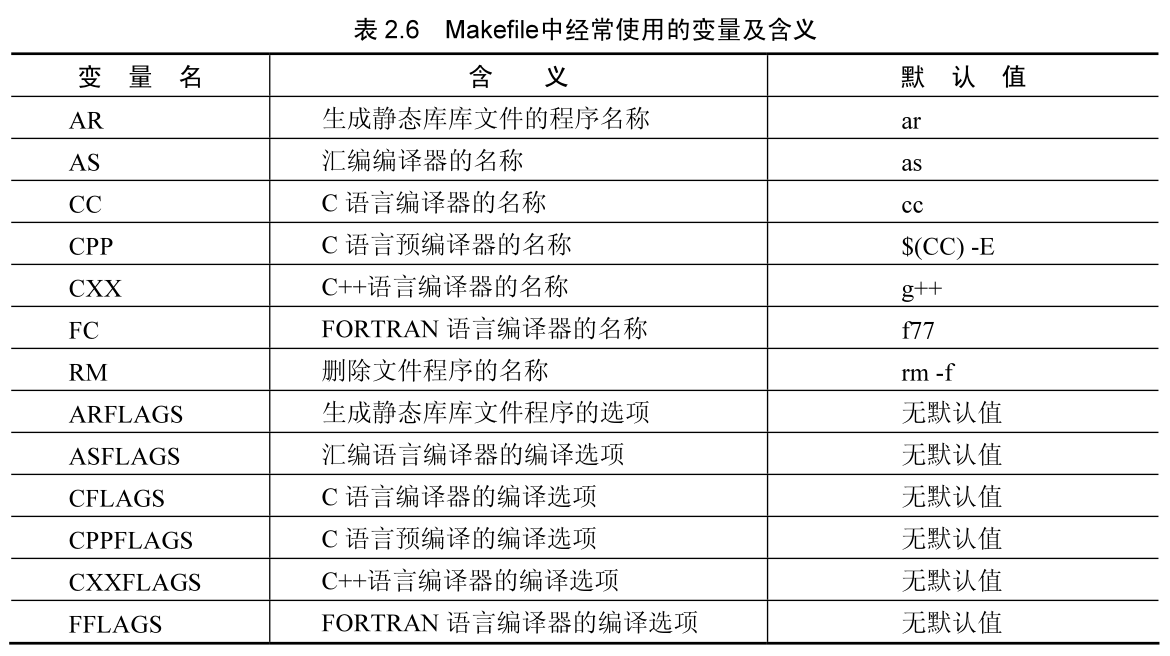 表 2.6 Makefile中经常使用的变量及含义
变 量 名 含 义 默 认 值
AR 生成静态库库文件的程序名称 ar
AS 汇编编译器的名称 as
CC C 语言编译器的名称 cc
CPP C 语言预编译器的名称 $(CC) -E
CXX C++语言编译器的名称 g++
FC FORTRAN 语言编译器的名称 f77
RM 删除文件程序的名称 rm -f
ARFLAGS 生成静态库库文件程序的选项 无默认值
ASFLAGS 汇编语言编译器的编译选项 无默认值
CFLAGS C 语言编译器的编译选项 无默认值
CPPFLAGS C 语言预编译的编译选项 无默认值
CXXFLAGS C++语言编译器的编译选项 无默认值
FFLAGS FORTRAN 语言编译器的编译选项 无默认值